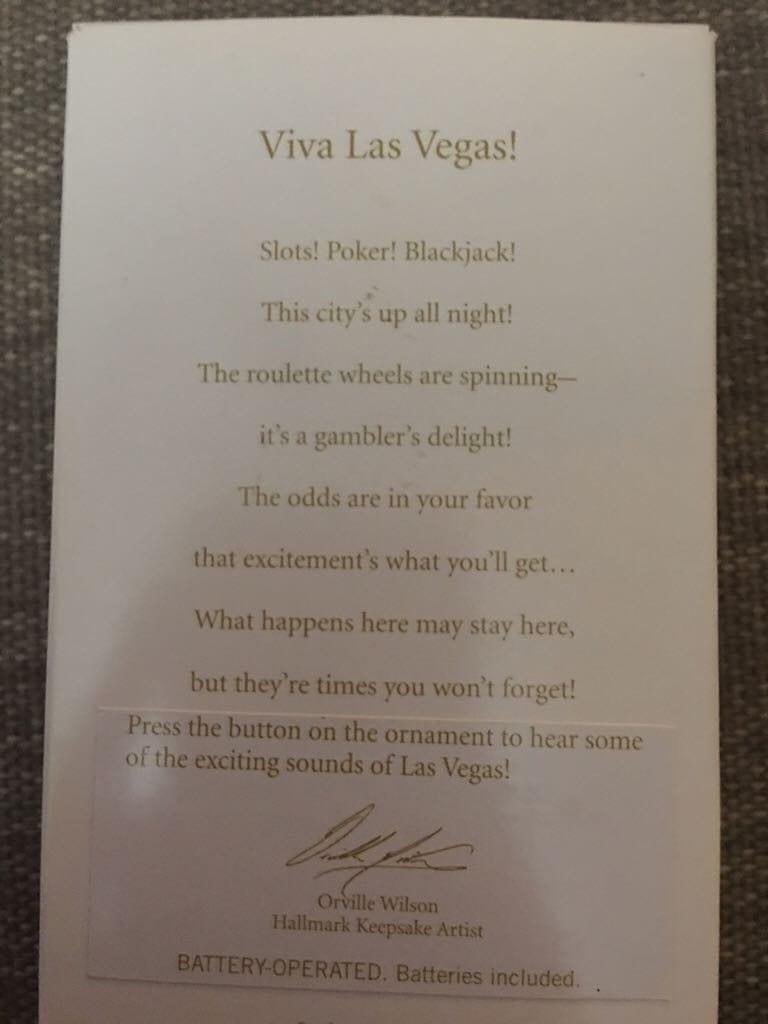 Viva Las Vegas!
Slots! Poker! Blackjack!
This city's up all night!
The roulette wheels are spinning—
it's a gambler's delight!
The odds are in your favor
that excitement's what you'll get...
What happens here may stay here,
but they're times you won't forget!
Press the button on the ornament to hear some
of the exciting sounds of Las Vegas!
Orville Wilson
Hallmark Keepsake Artist
BATTERY-OPERATED. Batteries included.